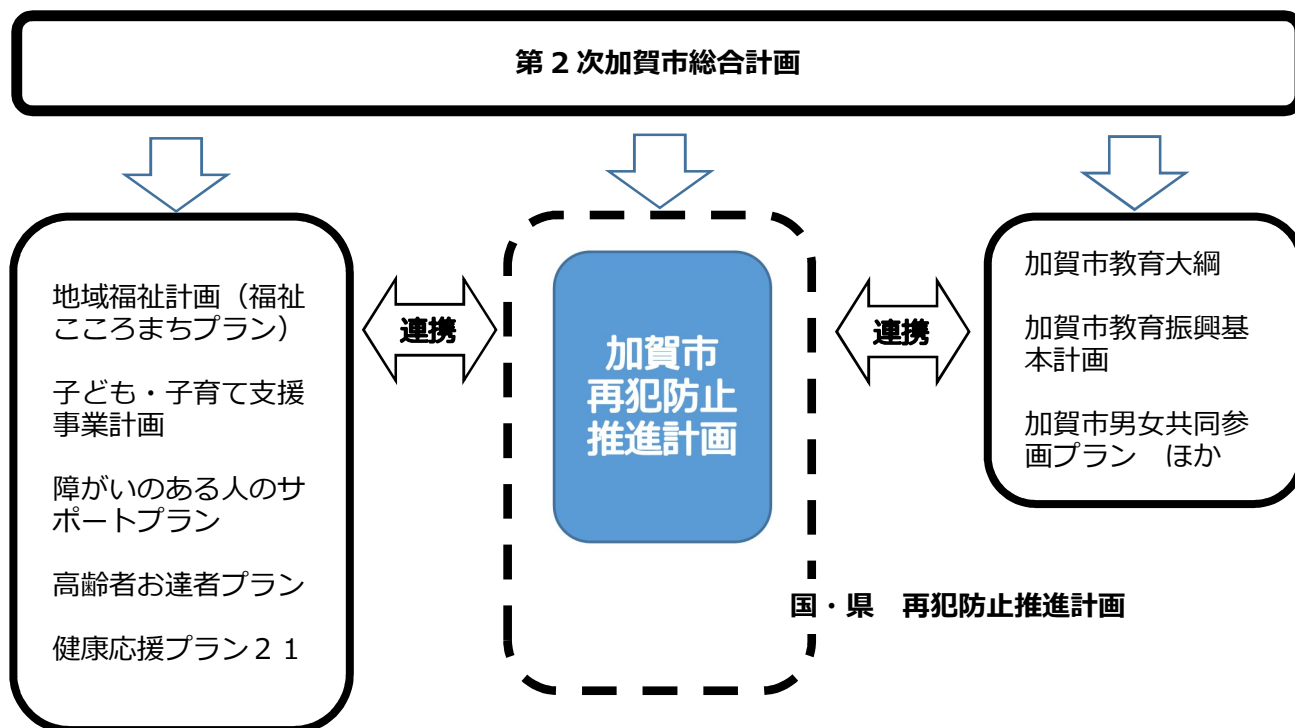 第２次加賀市総合計画
地域福祉計画（福祉
こころまちプラン）
子ども・子育て支援
事業計画
障がいのある人のサ
ポートプラン
高齢者お達者プラン
健康応援プラン２１
連携
加賀市
再犯防止
推進計画
連携
加賀市教育大綱
加賀市教育振興基
本計画
加賀市男女共同参
画プラン　ほか
国・県　再犯防止推進計画